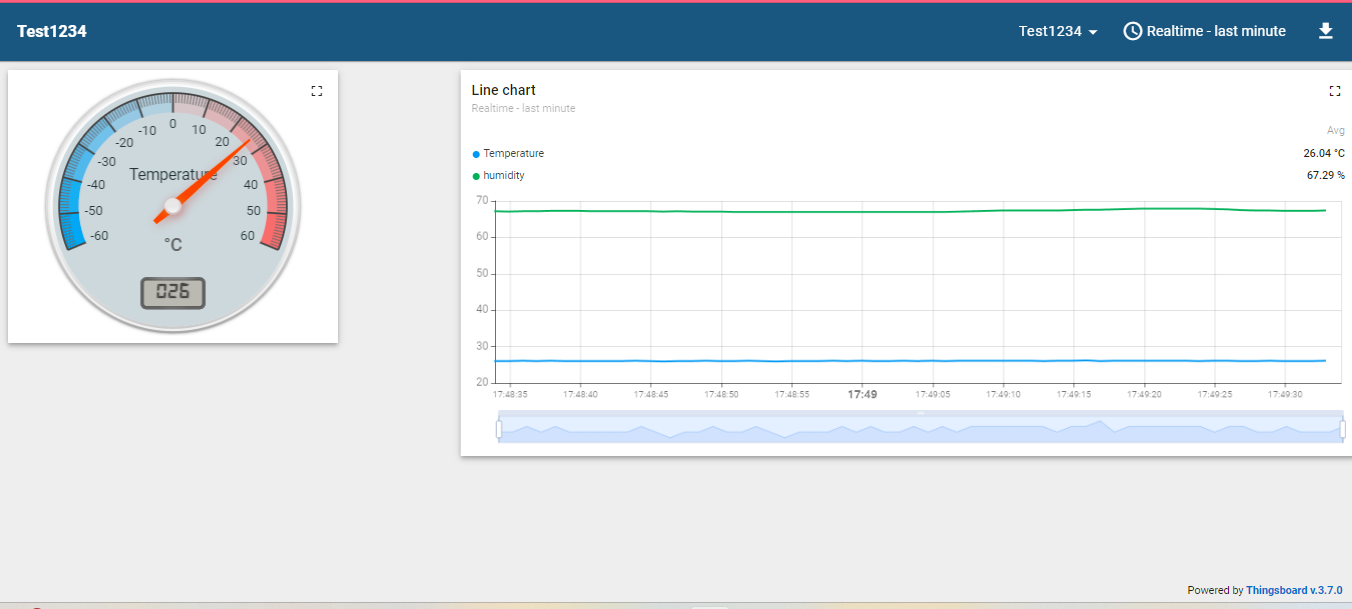 Test1234
Test1234
Realtime - last minute
0
-10
10
-20
20
-30
30
Temperature
-40
40
-50
50
-60
60
°C
026
Line chart
Realtime - last minute
Avg
Temperature
26.04 °C
humidity
67.29 %
70
60
50
40
30
20
17:48:35 17:48:40 17:48:45 17:48:50 17:48:55 17:49 17:49:05 17:49:10 17:49:15 17:49:20 17:49:25 17:49:30
Powered by Thingsboard v.3.7.0